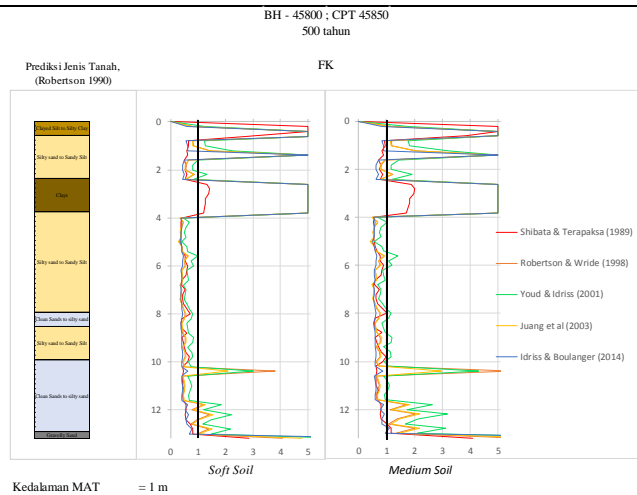 BH - 45800 ; CPT 45850
500 tahun
Prediksi Jenis Tanah,
(Robertson 1990)
FK
Clayed Silt to Silty Clay
Silty sand to Sandy Silt
Clays
Silty sand to Sandy Silt
Clean Sands to silty sand
Silty sand to Sandy Silt
Clean Sands to silty sand
Gravelly Sand
0
2
4
6
8
10
12
0 1 2 3 4 5
Soft Soil
0
2
4
6
8
10
12
0 1 2 3 4 5
Medium Soil
Shibata & Terapaksa (1989)
Robertson & Wride (1998)
Youd & Idriss (2001)
Juang et al (2003)
Idriss & Boulanger (2014)
Kedalaman MAT = 1 m